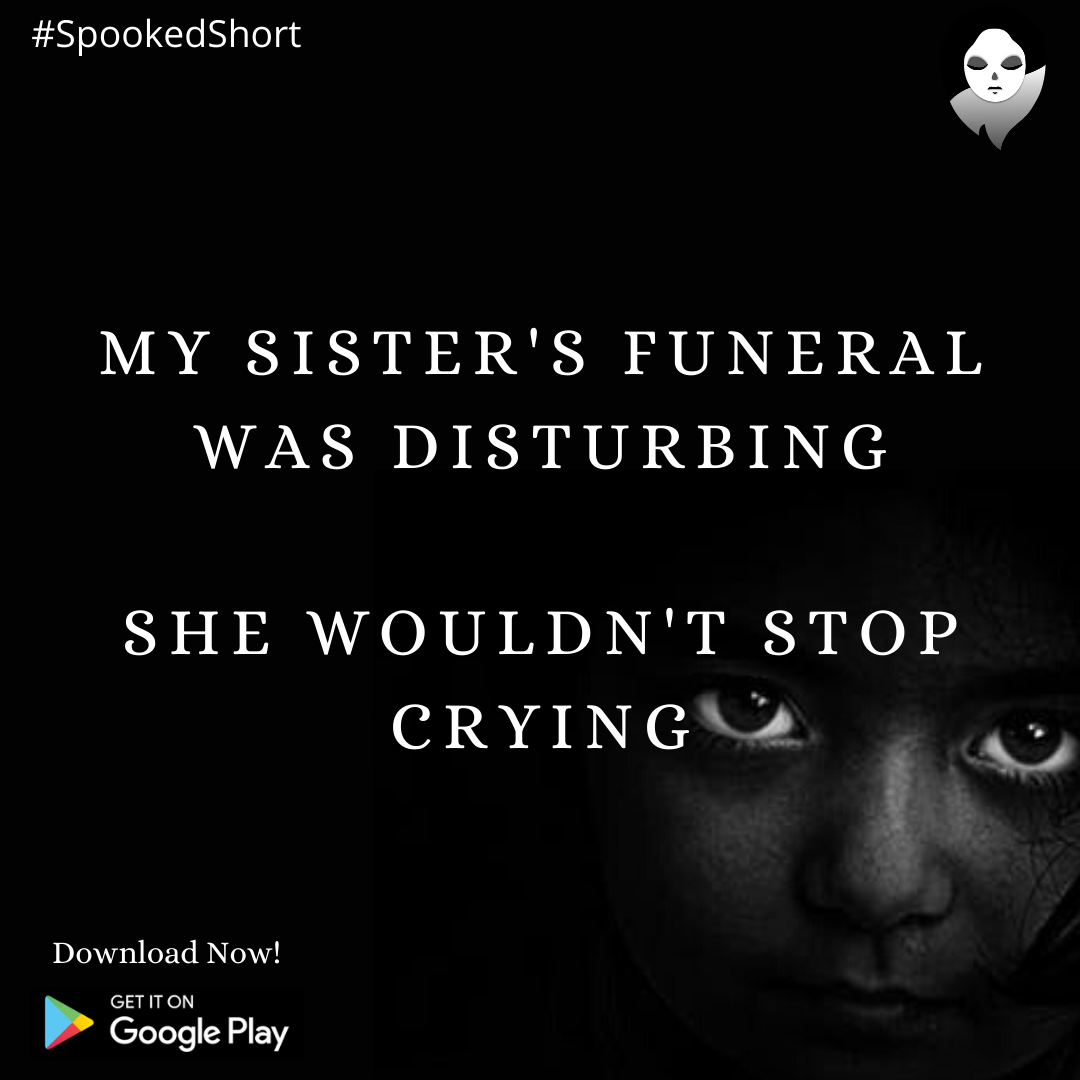 #SpookedShort
MY SISTER'S FUNERAL
WAS DISTURBING
SHE WOULDN'T STOP
CRYING
Download Now!
GET IT ON
Google Play